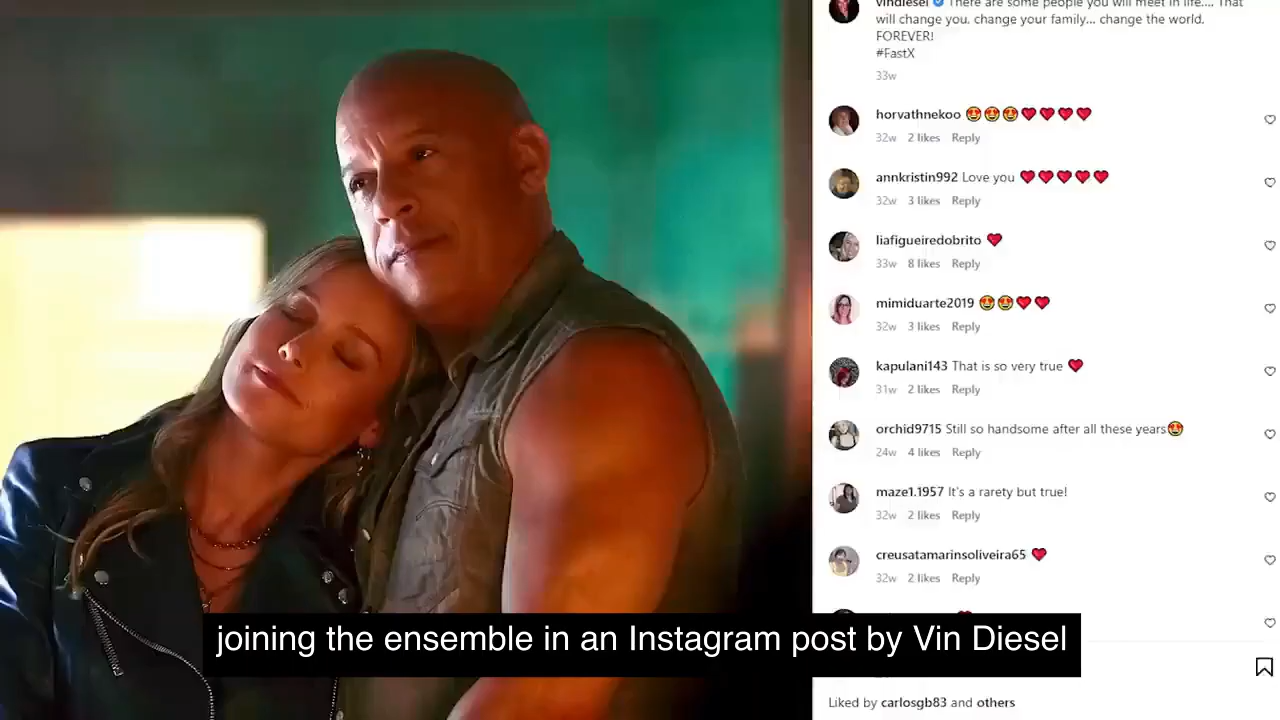 vindiesel There are some people you will meet in life.... That
will change you, change your family... change the world.
FOREVER!
#FastX
33w
horvathnekoo 😍😍😍❤❤❤❤
32w 2 likes Reply
annkristin992 Love you ❤❤❤❤❤
32w 3 likes Reply
liafigueiredobrito ❤
33w 8 likes Reply
mimiduarte2019 😍😍❤❤
32w 3 likes Reply
kapulani143 That is so very true ❤
31w 2 likes Reply
orchid9715 Still so handsome after all these years😍
24w 4 likes Reply
maze1.1957 It's a rarety but true!
32w 2 likes Reply
creusatamarinsoliveira65 ❤
32w 2 likes Reply
joining the ensemble in an Instagram post by Vin Diesel
Liked by carlosgb83 and others